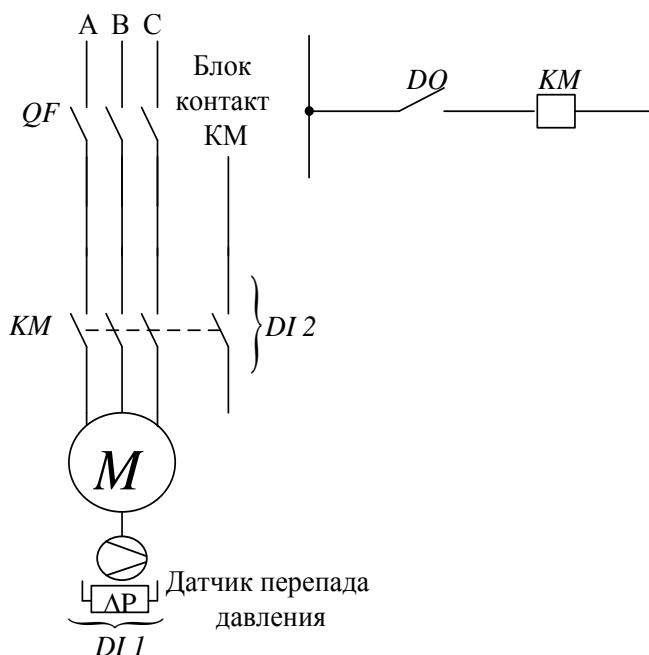 A B C
Блок
контакт
КМ
QF
DO
KM
KM
DI 2
M
ΔP
Датчик перепада
давления
DI 1